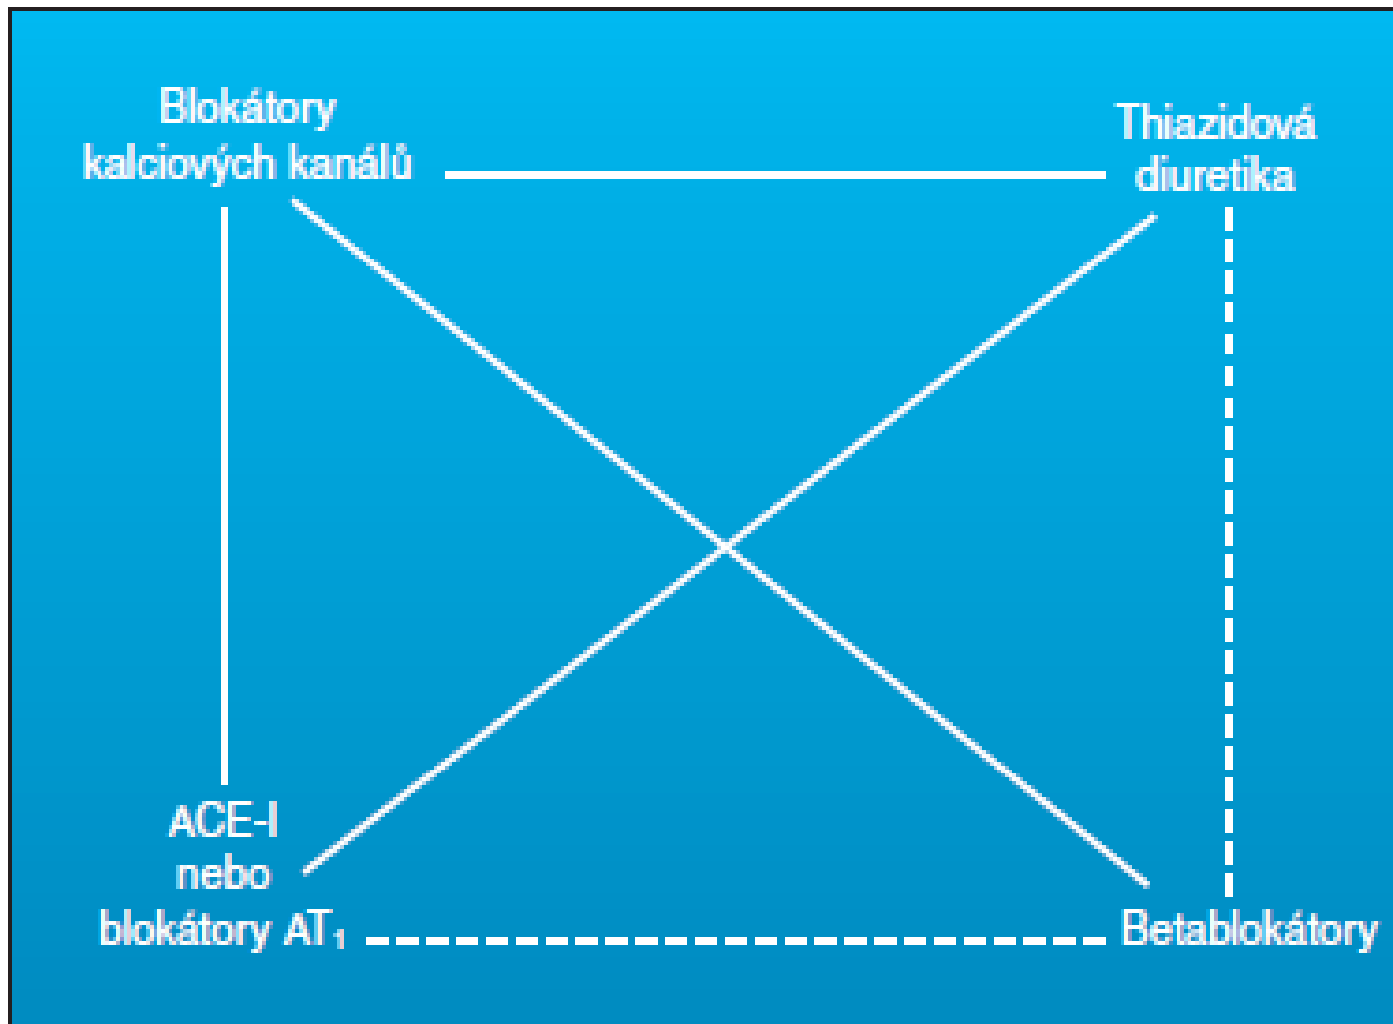 Blokátory
kalciových kanálů
Thiazidová
diuretika
ACE-I
nebo
blokátory AT₁
Betablokátory